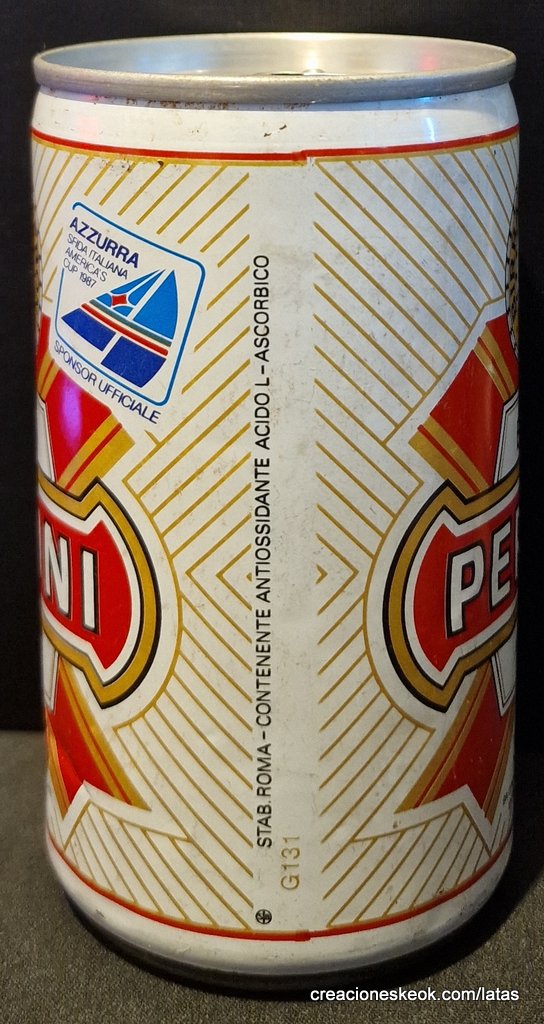 AZZURRA
SFIDA ITALIANA
AMERICA'S
CUP 1987
SPONSOR UFFICIALE
NI
PE
STAB. ROMA - CONTENENTE ANTIOSSIDANTE ACIDO L - ASCORBICO
G131
creacioneskeok.com/latas